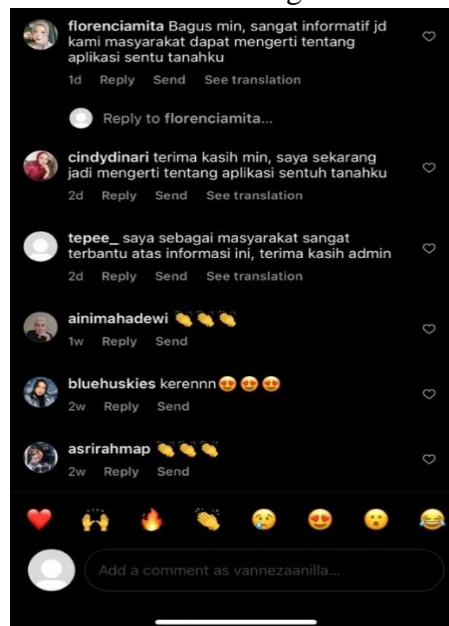 florenciamita Bagus min, sangat informatif jd
kami masyarakat dapat mengerti tentang
aplikasi sentu tanahku
1d Reply Send See translation
Reply to florenciamita...
cindydinari terima kasih min, saya sekarang
jadi mengerti tentang aplikasi sentuh tanahku
2d Reply Send See translation
tepee_ saya sebagai masyarakat sangat
terbantu atas informasi ini, terima kasih admin
2d Reply Send See translation
ainimahadewi 👏👏👏
1w Reply Send
bluehuskies kerennn😍😍😍
2w Reply Send
asrirahmap 👏👏👏
2w Reply Send
❤️ 🙌 🔥 👏 😢 😍 😮 😂
Add a comment as vannezaanilla...